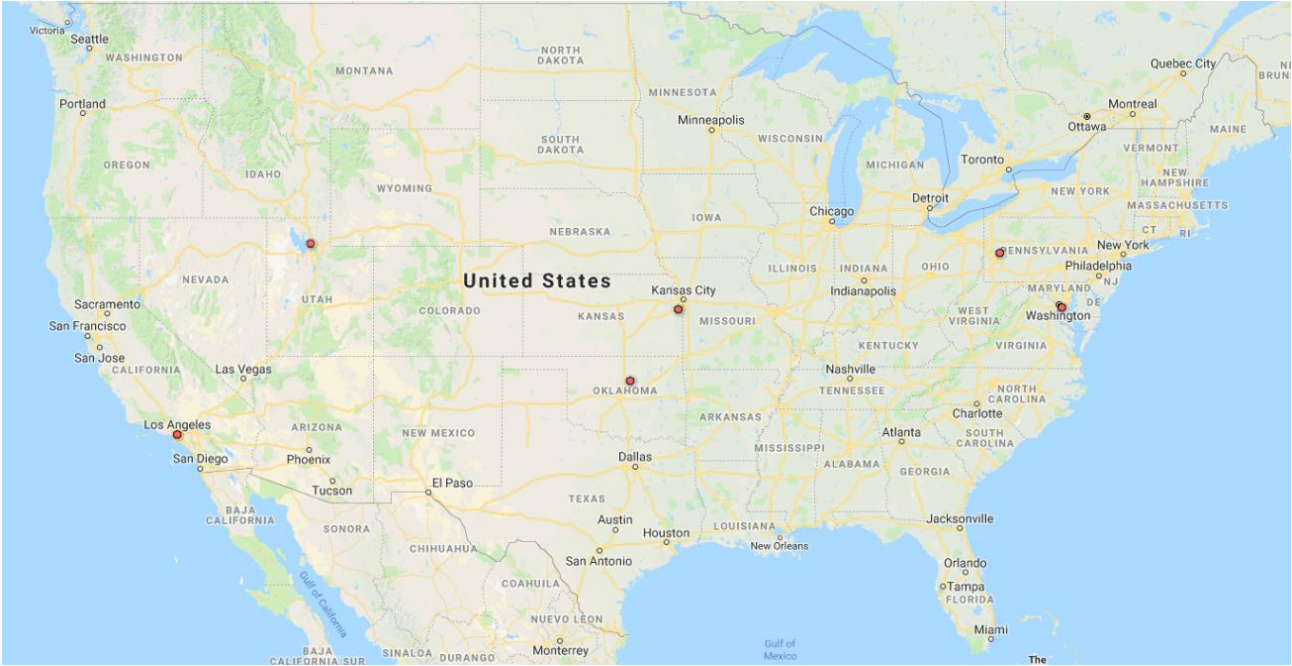 Victoria
Seattle
WASHINGTON
MONTANA
NORTH
DAKOTA
MINNESOTA
Quebec City
Portland
Minneapolis
Montreal
Ottawa
MAINE
OREGON
IDAHO
SOUTH
DAKOTA
WISCONSIN
MICHIGAN
Toronto
VERMONT
NEW
HAMPSHIRE
WYOMING
NEW YORK
MASSACHUSETTS
Detroit
Chicago
IOWA
CT
RI
NEBRASKA
PENNSYLVANIA
New York
Philadelphia
NEVADA
UTAH
United States
ILLINOIS
INDIANA
OHIO
NJ
Indianapolis
MARYLAND
DE
Kansas City
Sacramento
COLORADO
KANSAS
MISSOURI
WEST
VIRGINIA
Washington
San Francisco
San Jose
CALIFORNIA
Las Vegas
KENTUCKY
VIRGINIA
Nashville
OKLAHOMA
TENNESSEE
NORTH
CAROLINA
Charlotte
Los Angeles
ARIZONA
NEW MEXICO
ARKANSAS
Atlanta
SOUTH
CAROLINA
San Diego
Phoenix
Dallas
MISSISSIPPI
ALABAMA
GEORGIA
Tucson
El Paso
TEXAS
BAJA
CALIFORNIA
SONORA
Austin
Houston
LOUISIANA
Jacksonville
CHIHUAHUA
San Antonio
New Orleans
Orlando
Gulf of California
COAHUILA
Tampa
FLORIDA
NUEVO LEON
Miami
BAJA
CALIFORNIA SUR
SINALOA
DURANGO
Monterrey
Gulf of
Mexico
The